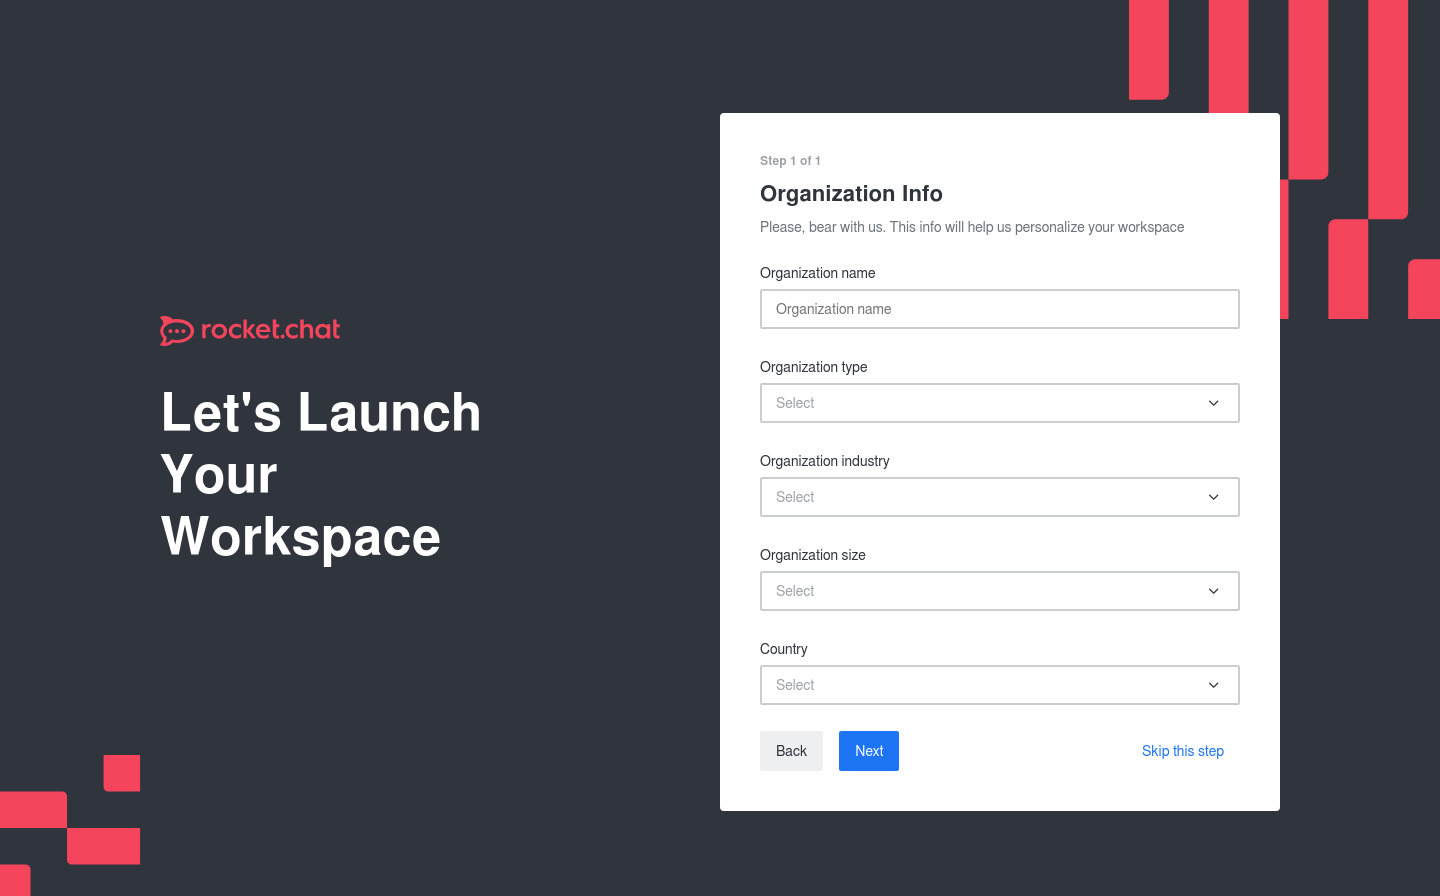 rocket.chat
Let's Launch
Your
Workspace
Step 1 of 1
Organization Info
Please, bear with us. This info will help us personalize your workspace
Organization name
Organization name
Organization type
Select
Organization industry
Select
Organization size
Select
Country
Select
Back
Next
Skip this step